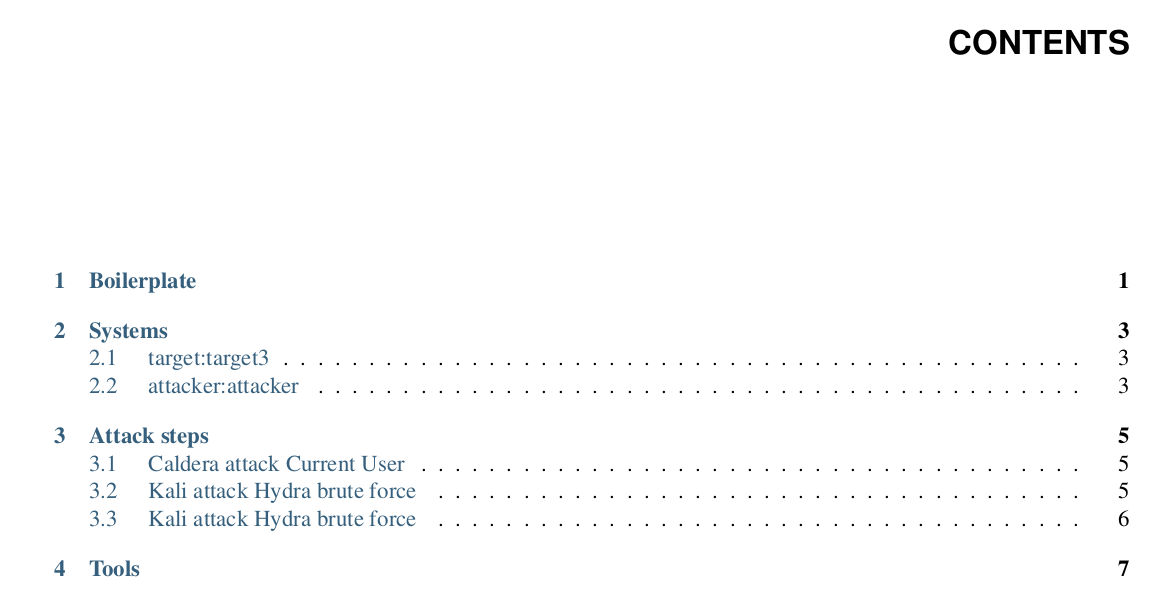 CONTENTS
1 Boilerplate 1
2 Systems 3
2.1 target:target3 . . . . . . . . . . . . . . . . . . . . . . . . . . . . . . . . . . . . . . . . . . . . . . . 3
2.2 attacker:attacker . . . . . . . . . . . . . . . . . . . . . . . . . . . . . . . . . . . . . . . . . . . . . 3
3 Attack steps 5
3.1 Caldera attack Current User . . . . . . . . . . . . . . . . . . . . . . . . . . . . . . . . . . . . . . . 5
3.2 Kali attack Hydra brute force . . . . . . . . . . . . . . . . . . . . . . . . . . . . . . . . . . . . . . 5
3.3 Kali attack Hydra brute force . . . . . . . . . . . . . . . . . . . . . . . . . . . . . . . . . . . . . . 6
4 Tools 7